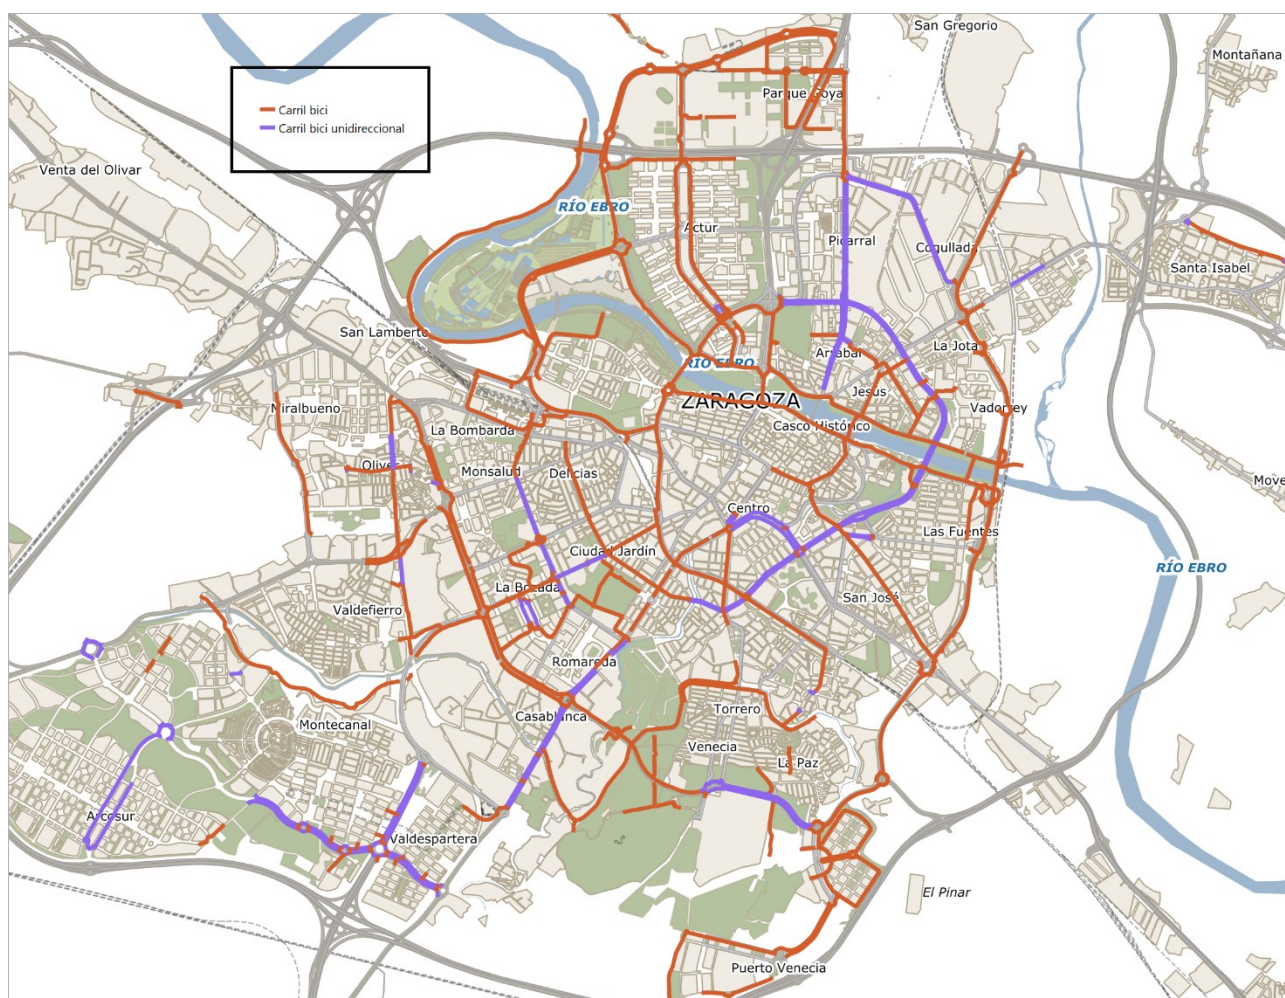 San Gregorio
Montañana
Carril bici
Carril bici unidireccional
Parque Goya
Venta del Olivar
RÍO EBRO
Actur
Picarral
Cogullada
Santa Isabel
San Lamberto
Arrabal
La Jota
RÍO EBRO
Jesus
ZARAGOZA
Miralbueno
Vadorrey
La Bombarda
Casco Histórico
Oliver
Monsalud
Delicias
Move
Centro
Las Fuentes
Ciudad Jardín
RÍO EBRO
La Bozada
San José
Valdefierro
Romareda
Montecanal
Casablanca
Torrero
Venecia
La Paz
Arcosur
Valdespartera
El Pinar
Puerto Venecia